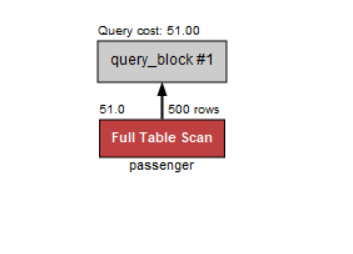 Query cost: 51.00
query_block #1
51.0 500 rows
Full Table Scan
passenger